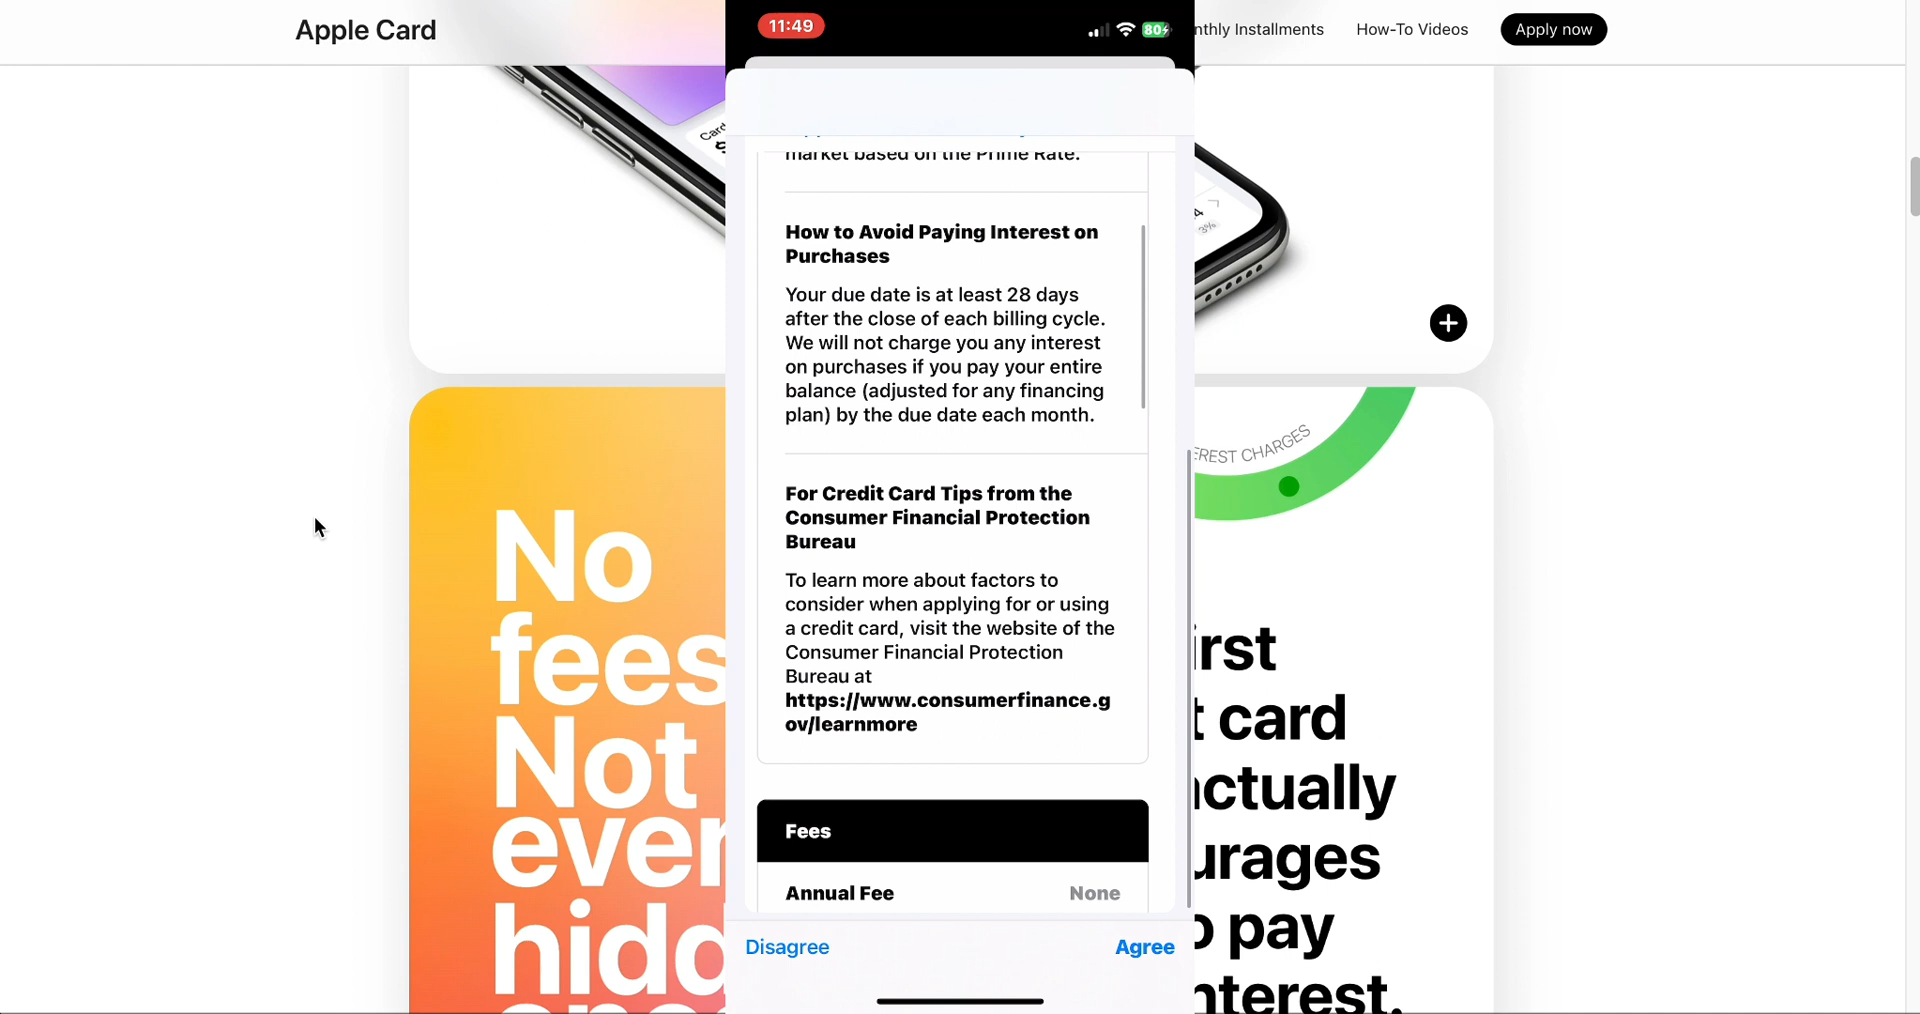 Apple Card
nthly Installments
How-To Videos
Apply now
11:49
80
market based on the Prime Rate.
How to Avoid Paying Interest on
Purchases
Your due date is at least 28 days
after the close of each billing cycle.
We will not charge you any interest
on purchases if you pay your entire
balance (adjusted for any financing
plan) by the due date each month.
For Credit Card Tips from the
Consumer Financial Protection
Bureau
To learn more about factors to
consider when applying for or using
a credit card, visit the website of the
Consumer Financial Protection
Bureau at
https://www.consumerfinance.g
ov/learnmore
Fees
Annual Fee None
Disagree
Agree
Card
4
3%
No
fees
Not
ever
hidd
EREST CHARGES
irst
t card
actually
urages
o pay
nterest.